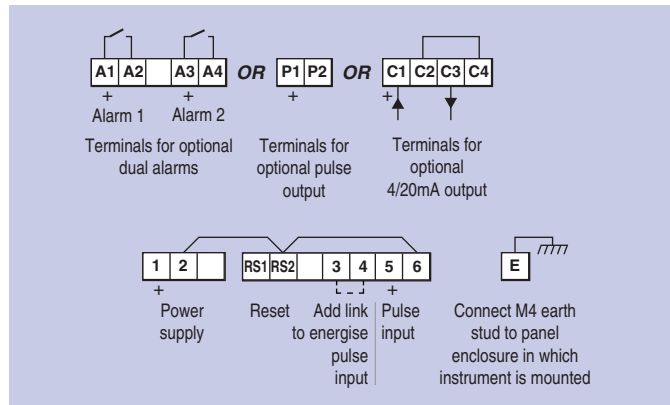 A1 A2 A3 A4 OR P1 P2 OR C1 C2 C3 C4
+ + + +
Alarm 1 Alarm 2
Terminals for optional
dual alarms
Terminals for
optional pulse
output
Terminals for
optional
4/20mA output
1 2 RS1 RS2 3 4 5 6 E
+ +
Power
supply
Reset
Add link
to energise
pulse
input
Pulse
input
Connect M4 earth
stud to panel
enclosure in which
instrument is mounted